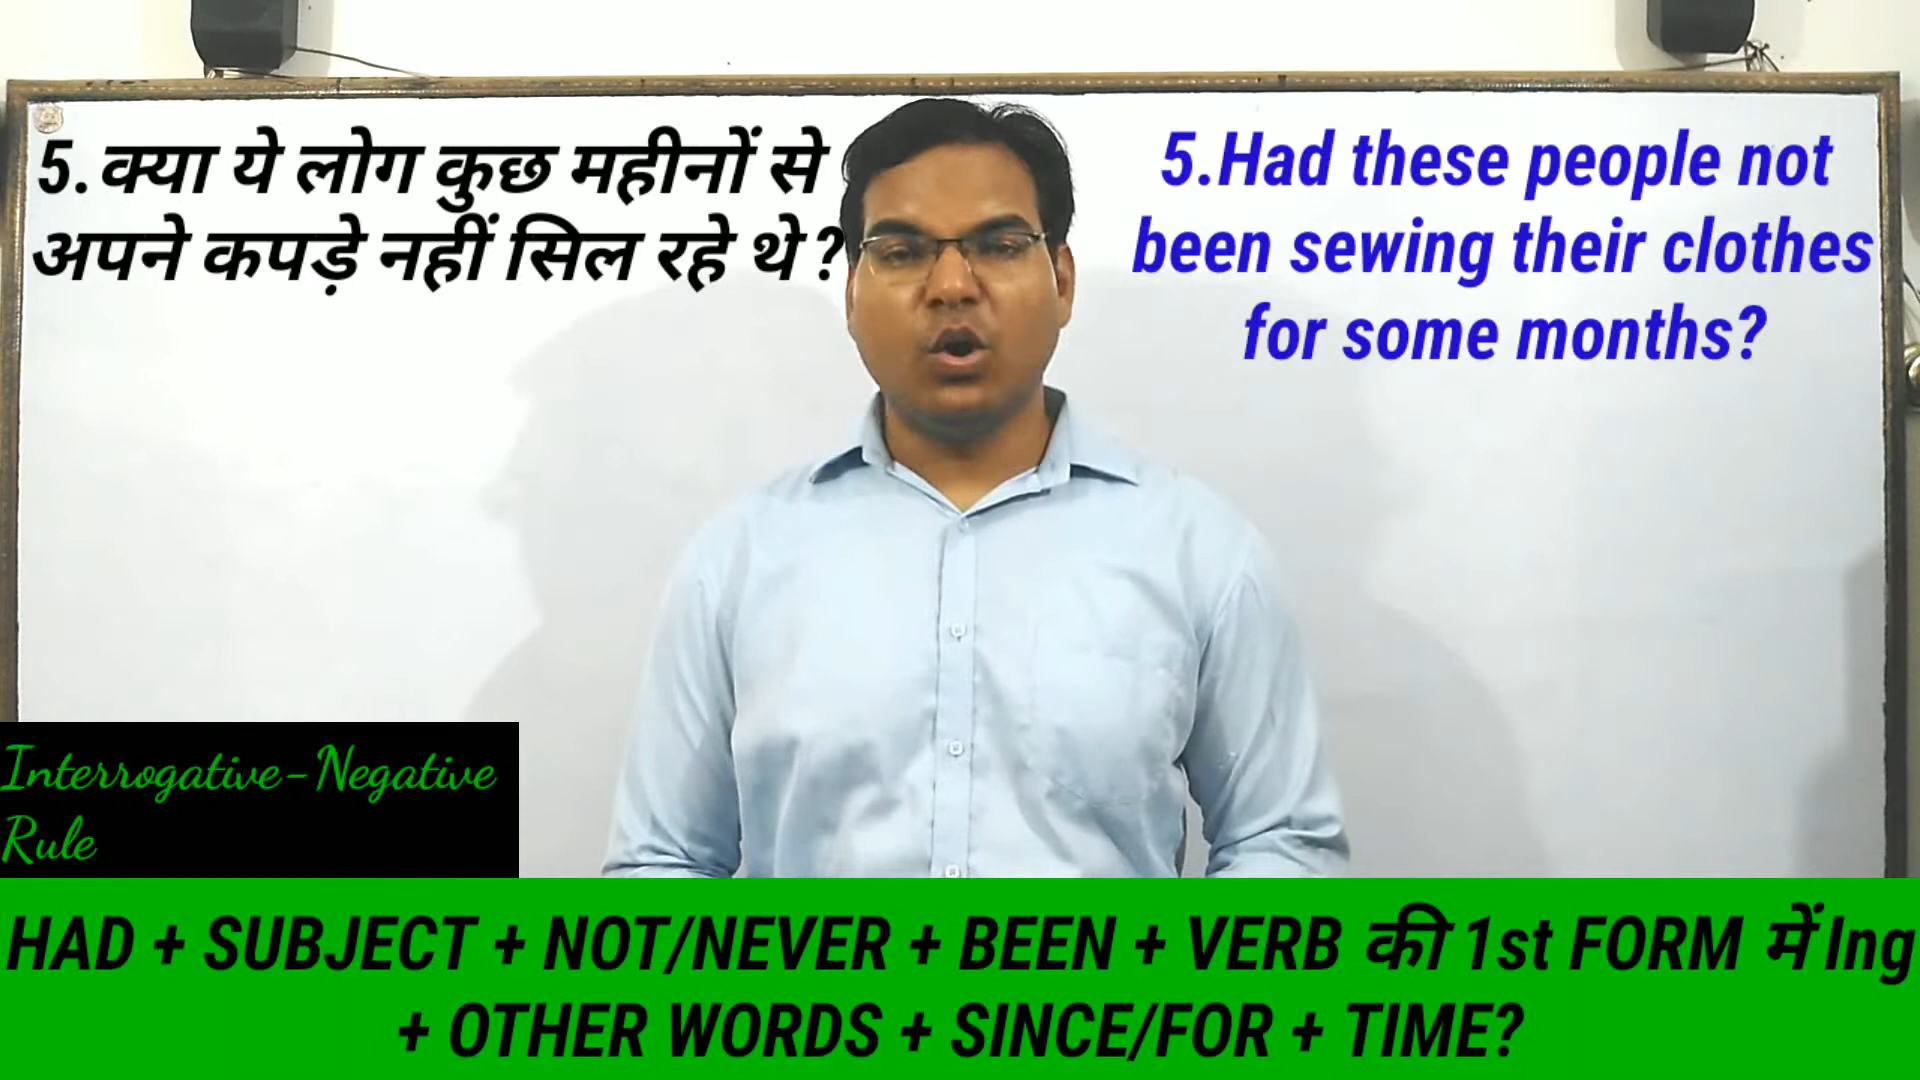 5. क्या ये लोग कुछ महीनों से
अपने कपड़े नहीं सिल रहे थे?
5.Had these people not
been sewing their clothes
for some months?
Interrogative-Negative
Rule
HAD + SUBJECT + NOT/NEVER + BEEN + VERB की 1st FORM में Ing
+ OTHER WORDS + SINCE/FOR + TIME?